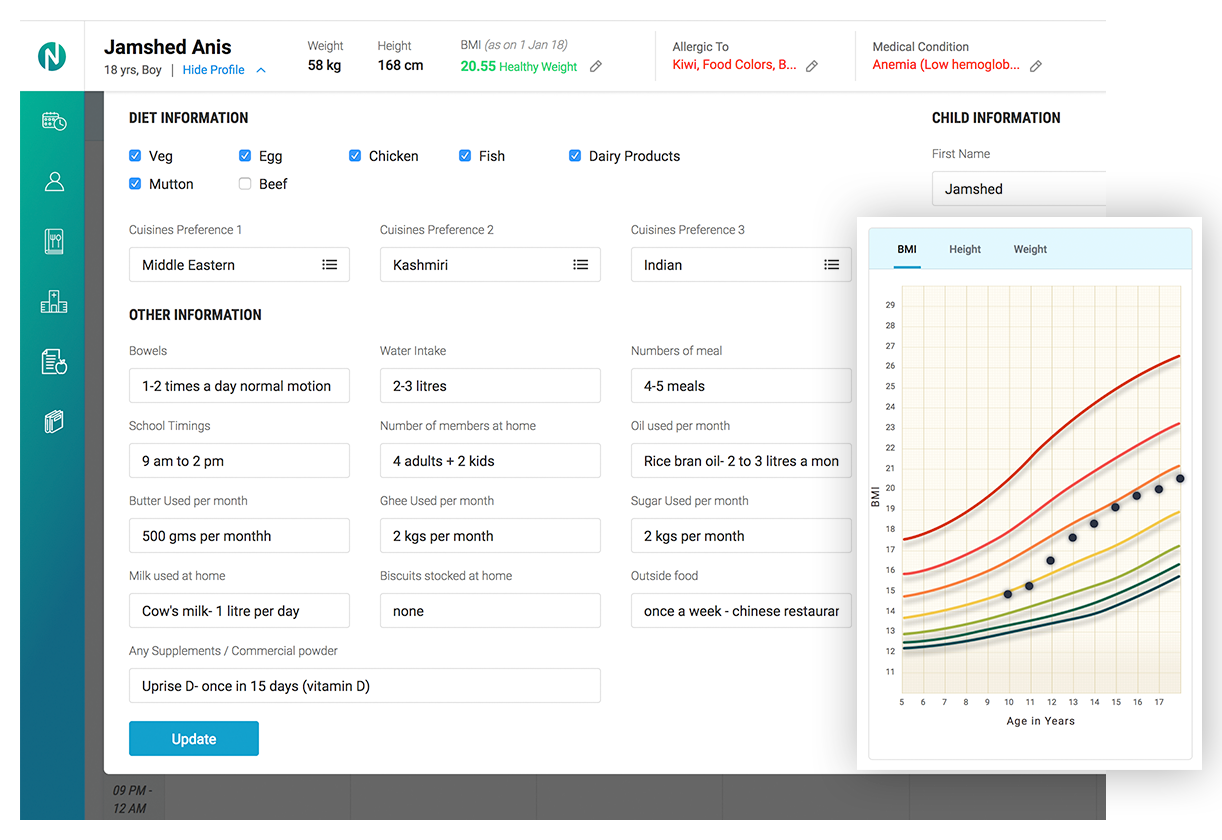 N
Jamshed Anis
18 yrs, Boy | Hide Profile
Weight
58 kg
Height
168 cm
BMI (as on 1 Jan 18)
20.55 Healthy Weight
Allergic To
Kiwi, Food Colors, B...
Medical Condition
Anemia (Low hemoglob...
DIET INFORMATION
Veg Egg Chicken Fish Dairy Products
Mutton Beef
Cuisines Preference 1 Cuisines Preference 2 Cuisines Preference 3
Middle Eastern Kashmiri Indian
OTHER INFORMATION
Bowels Water Intake Numbers of meal
1-2 times a day normal motion 2-3 litres 4-5 meals
School Timings Number of members at home Oil used per month
9 am to 2 pm 4 adults + 2 kids Rice bran oil- 2 to 3 litres a mon
Butter Used per month Ghee Used per month Sugar Used per month
500 gms per monthh 2 kgs per month 2 kgs per month
Milk used at home Biscuits stocked at home Outside food
Cow's milk- 1 litre per day none once a week - chinese restaurar
Any Supplements / Commercial powder
Uprise D- once in 15 days (vitamin D)
Update
09 PM -
12 AM
CHILD INFORMATION
First Name
Jamshed
BMI Height Weight
29
28
27
26
25
24
23
22
21
20
19
18
17
16
15
14
13
12
11
BMI
5 6 7 8 9 10 11 12 13 14 15 16 17
Age in Years